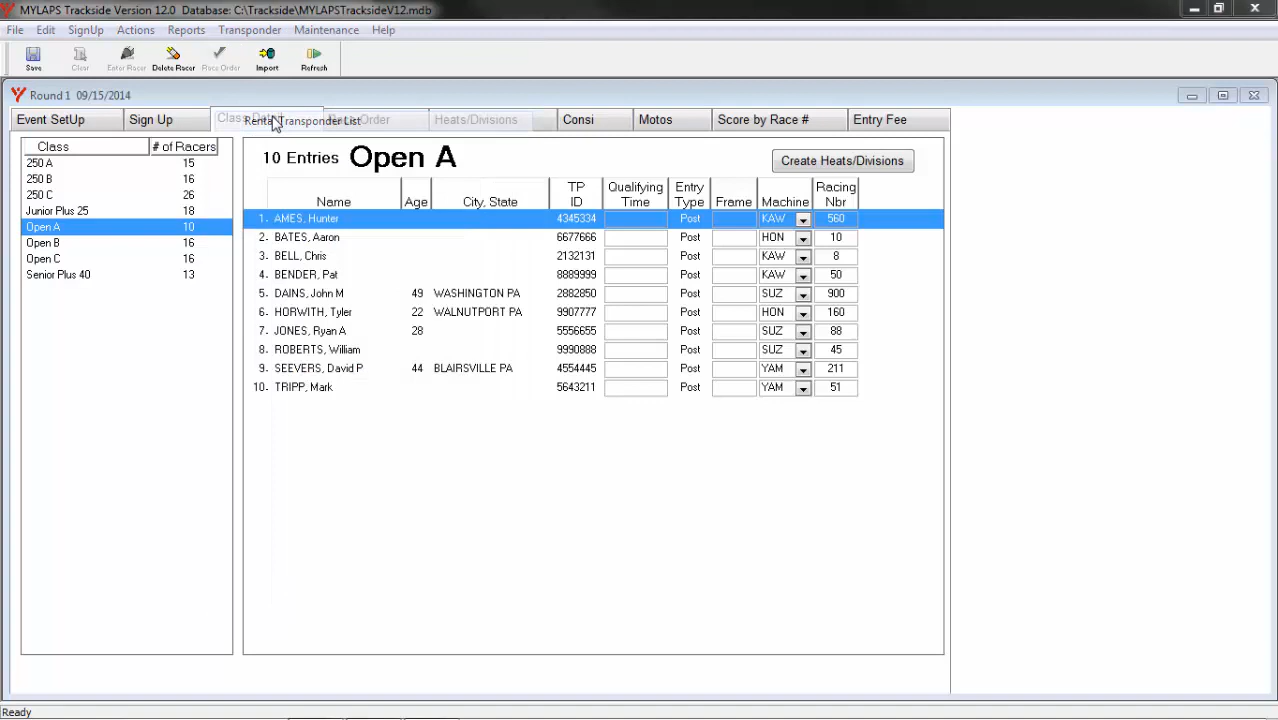 MYLAPS Trackside Version 12.0 Database: C:\Trackside\MYLAPSTracksideV12.mdb
File Edit SignUp Actions Reports Transponder Maintenance Help
Save Clear Enter Racer Delete Racer Race Order Import Refresh
Round 1 09/15/2014
Event SetUp Sign Up Class Rental Transponder List Order Heats/Divisions Consi Motos Score by Race # Entry Fee
Class # of Racers
250 A 15
250 B 16
250 C 26
Junior Plus 25 18
Open A 10
Open B 16
Open C 16
Senior Plus 40 13
10 Entries Open A Create Heats/Divisions
Name Age City, State TP ID Qualifying Time Entry Type Frame Machine Racing Nbr
1. AMES, Hunter 4345334 Post KAW 560
2. BATES, Aaron 6677666 Post HON 10
3. BELL, Chris 2132131 Post KAW 8
4. BENDER, Pat 8889999 Post KAW 50
5. DAINS, John M 49 WASHINGTON PA 2882850 Post SUZ 900
6. HORWITH, Tyler 22 WALNUTPORT PA 9907777 Post HON 160
7. JONES, Ryan A 28 5556655 Post SUZ 88
8. ROBERTS, William 9990888 Post SUZ 45
9. SEEVERS, David P 44 BLAIRSVILLE PA 4554445 Post YAM 211
10. TRIPP, Mark 5643211 Post YAM 51
Ready